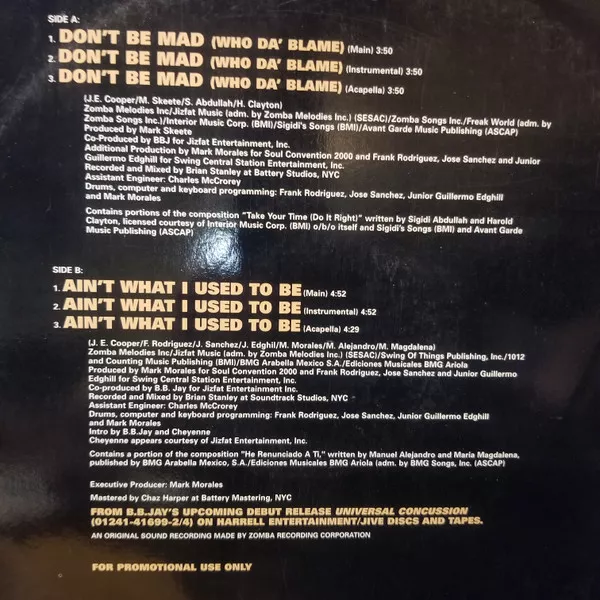 SIDE A:
1. DON'T BE MAD (WHO DA' BLAME) (Main) 3:50
2. DON'T BE MAD (WHO DA' BLAME) (Instrumental) 3:50
3. DON'T BE MAD (WHO DA' BLAME) (Acapella) 3:50
(J.E. Cooper/M. Skeete/S. Abdullah/H. Clayton)
Zomba Melodies Inc/Jizfat Music (adm. by Zomba Melodies Inc.) (SESAC)/Zomba Songs Inc./Freak World (adm. by
Zomba Songs Inc.)/Interior Music Corp. (BMI)/Sigidi's Songs (BMI)/Avant Garde Music Publishing (ASCAP)
Produced by Mark Skeete
Co-Produced by BBJ for Jizfat Entertainment, Inc.
Additional Production by Mark Morales for Soul Convention 2000 and Frank Rodriguez, Jose Sanchez and Junior
Guillermo Edghill for Swing Central Station Entertainment, Inc.
Recorded and Mixed by Brian Stanley at Battery Studios, NYC
Assistant Engineer: Charles McCrorey
Drums, computer and keyboard programming: Frank Rodriguez, Jose Sanchez, Junior Guillermo Edghill
and Mark Morales
Contains portions of the composition "Take Your Time (Do It Right)" written by Sigidi Abdullah and Harold
Clayton, licensed courtesy of Interior Music Corp. (BMI) o/b/o itself and Sigidi's Songs (BMI) and Avant Garde
Music Publishing (ASCAP)
SIDE B:
1. AIN'T WHAT I USED TO BE (Main) 4:52
2. AIN'T WHAT I USED TO BE (Instrumental) 4:52
3. AIN'T WHAT I USED TO BE (Acapella) 4:29
(J. E. Cooper/F. Rodriguez/J. Sanchez/J. Edghil/M. Morales/M. Alejandro/M. Magdalena)
Zomba Melodies Inc/Jizfat Music (adm. by Zomba Melodies Inc.) (SESAC)/Swing Of Things Publishing, Inc./1012
and Counting Music Publishing (BMI)/BMG Arabella Mexico S.A./Ediciones Musicales BMG Ariola
Produced by Mark Morales for Soul Convention 2000 and Frank Rodriguez, Jose Sanchez and Junior Guillermo
Edghill for Swing Central Station Entertainment, Inc.
Co-Produced by B.B. Jay for Jizfat Entertainment Inc.
Recorded and Mixed by Brian Stanley at Soundtrack Studios, NYC
Assistant Engineer: Charles McCrorey
Drums, computer and keyboard programming: Frank Rodriguez, Jose Sanchez, Junior Guillermo Edghill
and Mark Morales
Intro by B.B.Jay and Cheyenne
Cheyenne appears courtesy of Jizfat Entertainment, Inc.
Contains a portion of the composition "He Renunciado A Ti," written by Manuel Alejandro and Maria Magdalena,
published by BMG Arabella Mexico, S.A./Ediciones Musicales BMG Ariola (adm. by BMG Songs, Inc. (ASCAP)
Executive Producer: Mark Morales
Mastered by Chaz Harper at Battery Mastering, NYC
FROM B.B.JAY'S UPCOMING DEBUT RELEASE UNIVERSAL CONCUSSION
(01241-41699-2/4) ON HARRELL ENTERTAINMENT/JIVE DISCS AND TAPES.
AN ORIGINAL SOUND RECORDING MADE BY ZOMBA RECORDING CORPORATION
FOR PROMOTIONAL USE ONLY